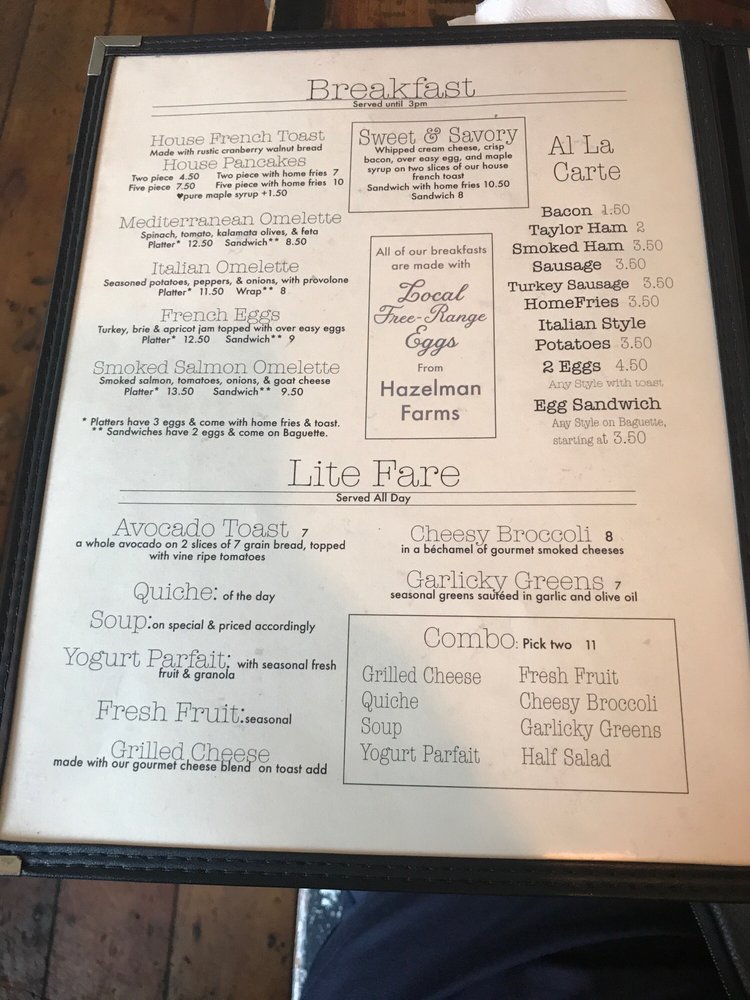 Breakfast
Served until 3pm
House French Toast
Made with rustic cranberry walnut bread
House Pancakes
Two piece 4.50 Two piece with home fries 7
Five piece 7.50 Five piece with home fries 10
♥pure maple syrup +1.50
Mediterranean Omelette
Spinach, tomato, kalamata olives, & feta
Platter* 12.50 Sandwich** 8.50
Italian Omelette
Seasoned potatoes, peppers, & onions, with provolone
Platter* 11.50 Wrap** 8
French Eggs
Turkey, brie & apricot jam topped with over easy eggs
Platter* 12.50 Sandwich** 9
Smoked Salmon Omelette
Smoked salmon, tomatoes, onions, & goat cheese
Platter* 13.50 Sandwich** 9.50
* Platters have 3 eggs & come with home fries & toast.
** Sandwiches have 2 eggs & come on Baguette.
Sweet & Savory
Whipped cream cheese, crisp
bacon, over easy egg, and maple
syrup on two slices of our house
french toast
Sandwich with home fries 10.50
Sandwich 8
All of our breakfasts
are made with
Local
Free-Range
Eggs
From
Hazelman
Farms
Al La
Carte
Bacon 1.50
Taylor Ham 2
Smoked Ham 3.50
Sausage 3.50
Turkey Sausage 3.50
HomeFries 3.50
Italian Style
Potatoes 3.50
2 Eggs 4.50
Any Style with toast
Egg Sandwich
Any Style on Baguette,
starting at 3.50
Lite Fare
Served All Day
Avocado Toast 7
a whole avocado on 2 slices of 7 grain bread, topped
with vine ripe tomatoes
Quiche: of the day
Soup:on special & priced accordingly
Yogurt Parfait: with seasonal fresh
fruit & granola
Fresh Fruit:seasonal
Grilled Cheese
made with our gourmet cheese blend on toast add
Cheesy Broccoli 8
in a béchamel of gourmet smoked cheeses
Garlicky Greens 7
seasonal greens sautéed in garlic and olive oil
Combo: Pick two 11
Grilled Cheese
Quiche
Soup
Yogurt Parfait
Fresh Fruit
Cheesy Broccoli
Garlicky Greens
Half Salad